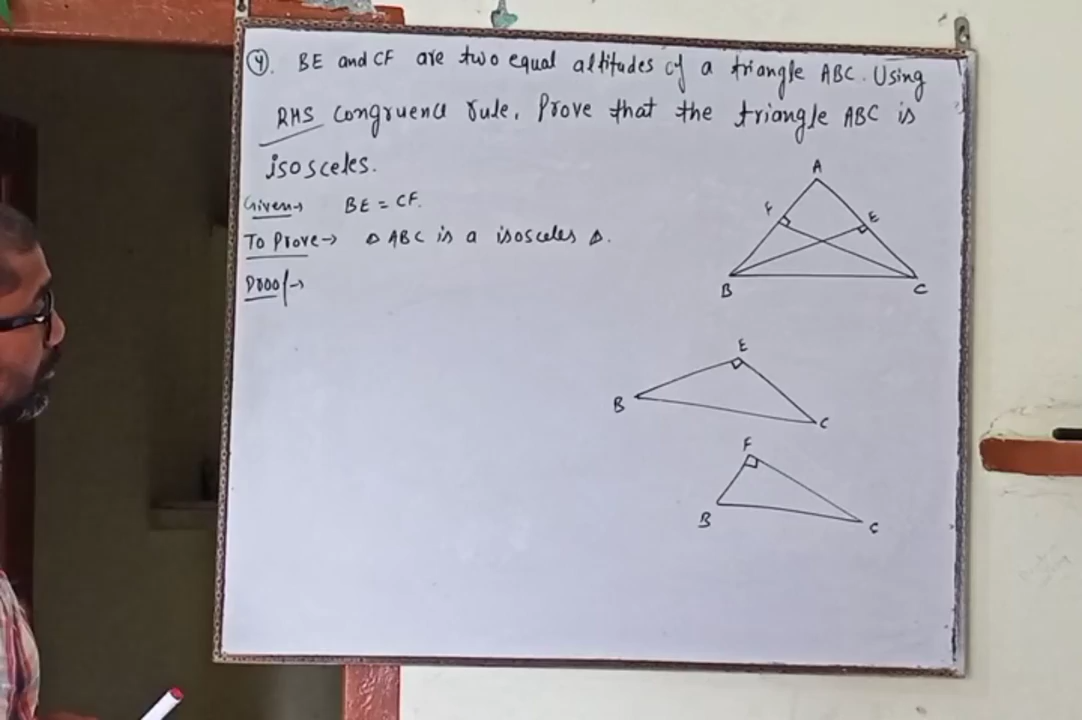 4. BE and CF are two equal altitudes of a triangle ABC. Using
RHS congruence rule, Prove that the triangle ABC is
isosceles.
Given→ BE = CF.
To Prove→ △ ABC is a isosceles △.
Proof→
A
F
E
B
C
E
B
C
F
B
C